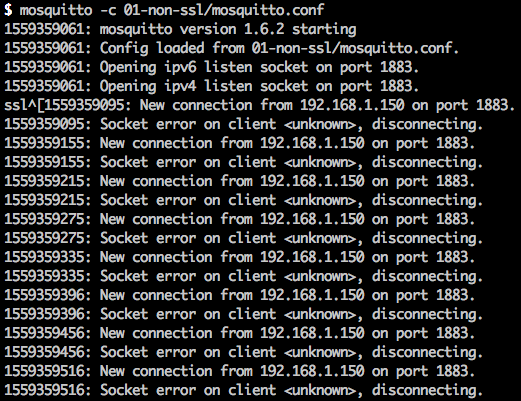 $ mosquitto -c 01-non-ssl/mosquitto.conf
1559359061: mosquitto version 1.6.2 starting
1559359061: Config loaded from 01-non-ssl/mosquitto.conf.
1559359061: Opening ipv6 listen socket on port 1883.
1559359061: Opening ipv4 listen socket on port 1883.
ssl^[1559359095: New connection from 192.168.1.150 on port 1883.
1559359095: Socket error on client <unknown>, disconnecting.
1559359155: New connection from 192.168.1.150 on port 1883.
1559359155: Socket error on client <unknown>, disconnecting.
1559359215: New connection from 192.168.1.150 on port 1883.
1559359215: Socket error on client <unknown>, disconnecting.
1559359275: New connection from 192.168.1.150 on port 1883.
1559359275: Socket error on client <unknown>, disconnecting.
1559359335: New connection from 192.168.1.150 on port 1883.
1559359335: Socket error on client <unknown>, disconnecting.
1559359396: New connection from 192.168.1.150 on port 1883.
1559359396: Socket error on client <unknown>, disconnecting.
1559359456: New connection from 192.168.1.150 on port 1883.
1559359456: Socket error on client <unknown>, disconnecting.
1559359516: New connection from 192.168.1.150 on port 1883.
1559359516: Socket error on client <unknown>, disconnecting.